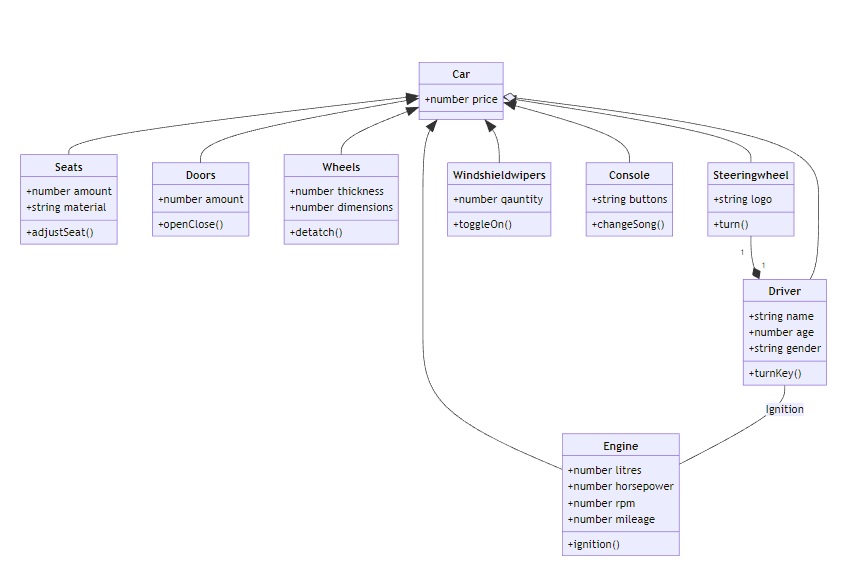 Car
+number price
Seats
+number amount
+string material
+adjustSeat()
Doors
+number amount
+openClose()
Wheels
+number thickness
+number dimensions
+detatch()
Windshieldwipers
+number qauntity
+toggleOn()
Console
+string buttons
+changeSong()
Steeringwheel
+string logo
+turn()
1
1
Driver
+string name
+number age
+string gender
+turnKey()
Ignition
Engine
+number litres
+number horsepower
+number rpm
+number mileage
+ignition()